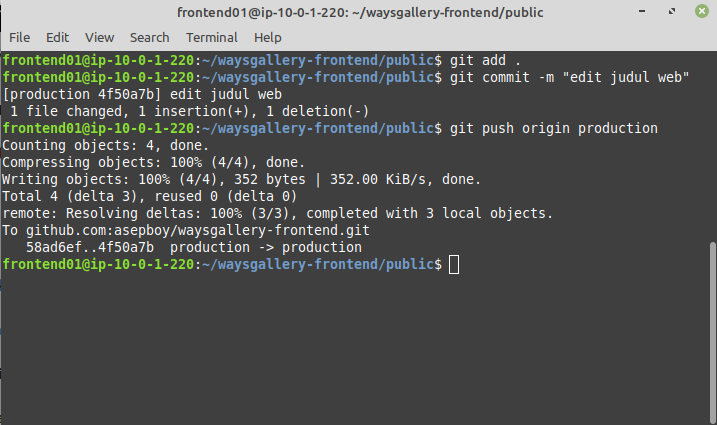 frontend01@ip-10-0-1-220: ~/waysgallery-frontend/public
File Edit View Search Terminal Help
frontend01@ip-10-0-1-220:~/waysgallery-frontend/public$ git add .
frontend01@ip-10-0-1-220:~/waysgallery-frontend/public$ git commit -m "edit judul web"
[production 4f50a7b] edit judul web
 1 file changed, 1 insertion(+), 1 deletion(-)
frontend01@ip-10-0-1-220:~/waysgallery-frontend/public$ git push origin production
Counting objects: 4, done.
Compressing objects: 100% (4/4), done.
Writing objects: 100% (4/4), 352 bytes | 352.00 KiB/s, done.
Total 4 (delta 3), reused 0 (delta 0)
remote: Resolving deltas: 100% (3/3), completed with 3 local objects.
To github.com:asepboy/waysgallery-frontend.git
   58ad6ef..4f50a7b  production -> production
frontend01@ip-10-0-1-220:~/waysgallery-frontend/public$